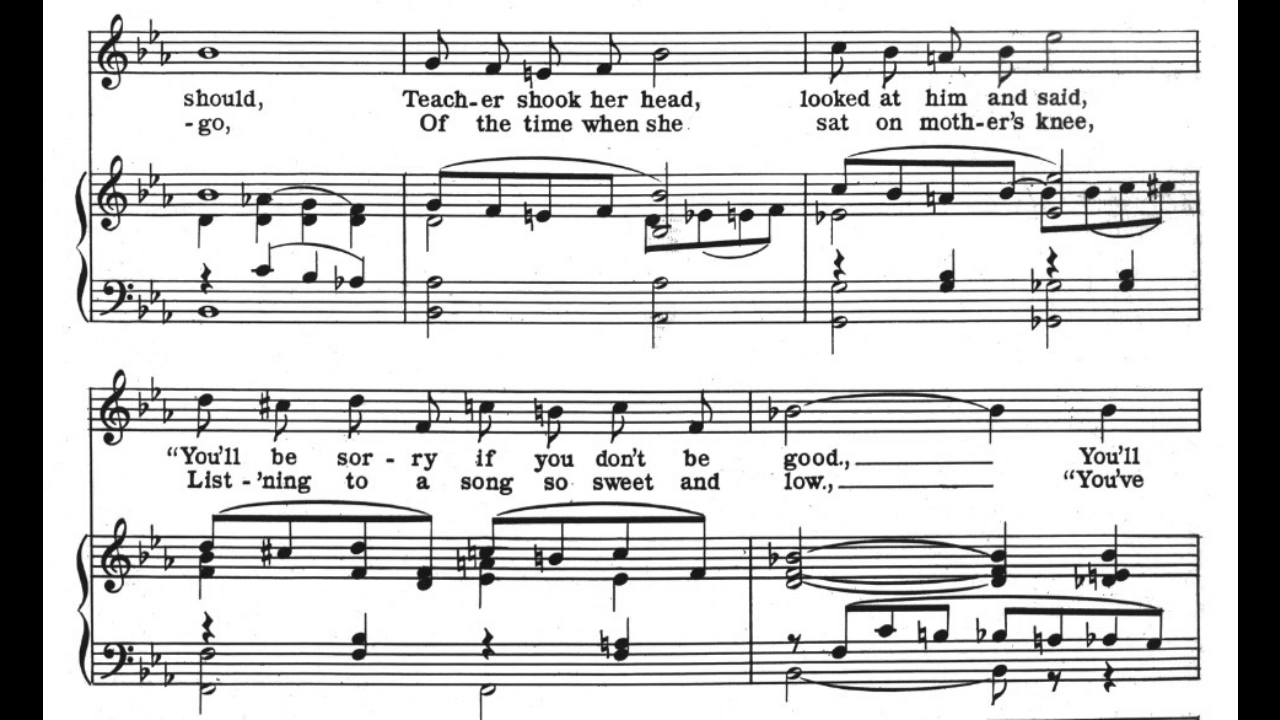 should, Teach-er shook her head, looked at him and said,
-go, Of the time when she sat on moth-er's knee,
"You'll be sor-ry if you don't be good., You'll
List-'ning to a song so sweet and low., "You've